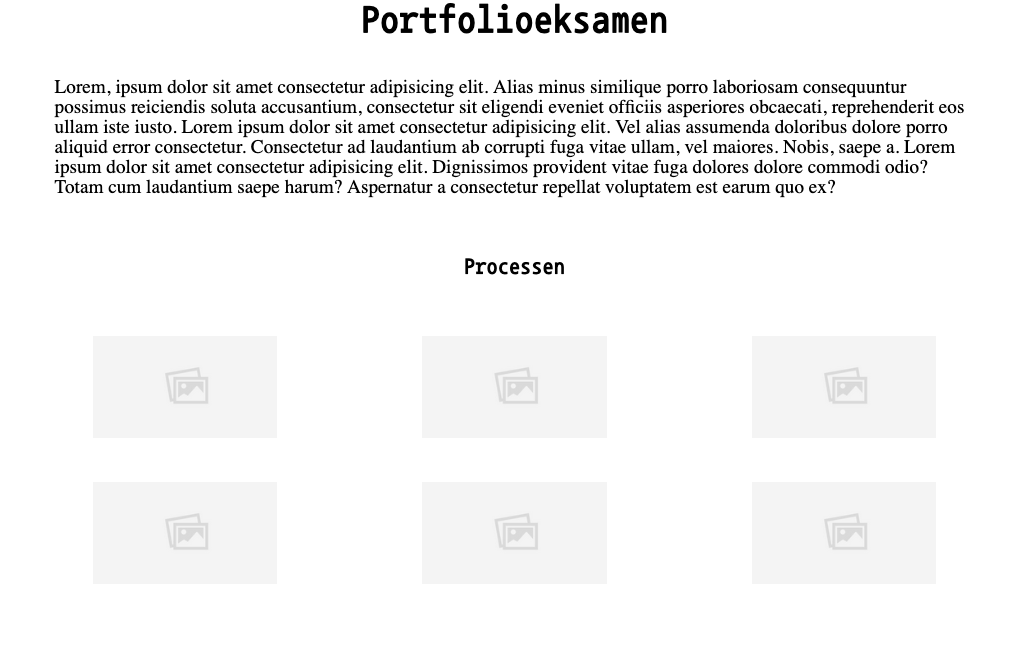 Portfolioeksamen
Lorem, ipsum dolor sit amet consectetur adipisicing elit. Alias minus similique porro laboriosam consequuntur
possimus reiciendis soluta accusantium, consectetur sit eligendi eveniet officiis asperiores obcaecati, reprehenderit eos
ullam iste iusto. Lorem ipsum dolor sit amet consectetur adipisicing elit. Vel alias assumenda doloribus dolore porro
aliquid error consectetur. Consectetur ad laudantium ab corrupti fuga vitae ullam, vel maiores. Nobis, saepe a. Lorem
ipsum dolor sit amet consectetur adipisicing elit. Dignissimos provident vitae fuga dolores dolore commodi odio?
Totam cum laudantium saepe harum? Aspernatur a consectetur repellat voluptatem est earum quo ex?
Processen